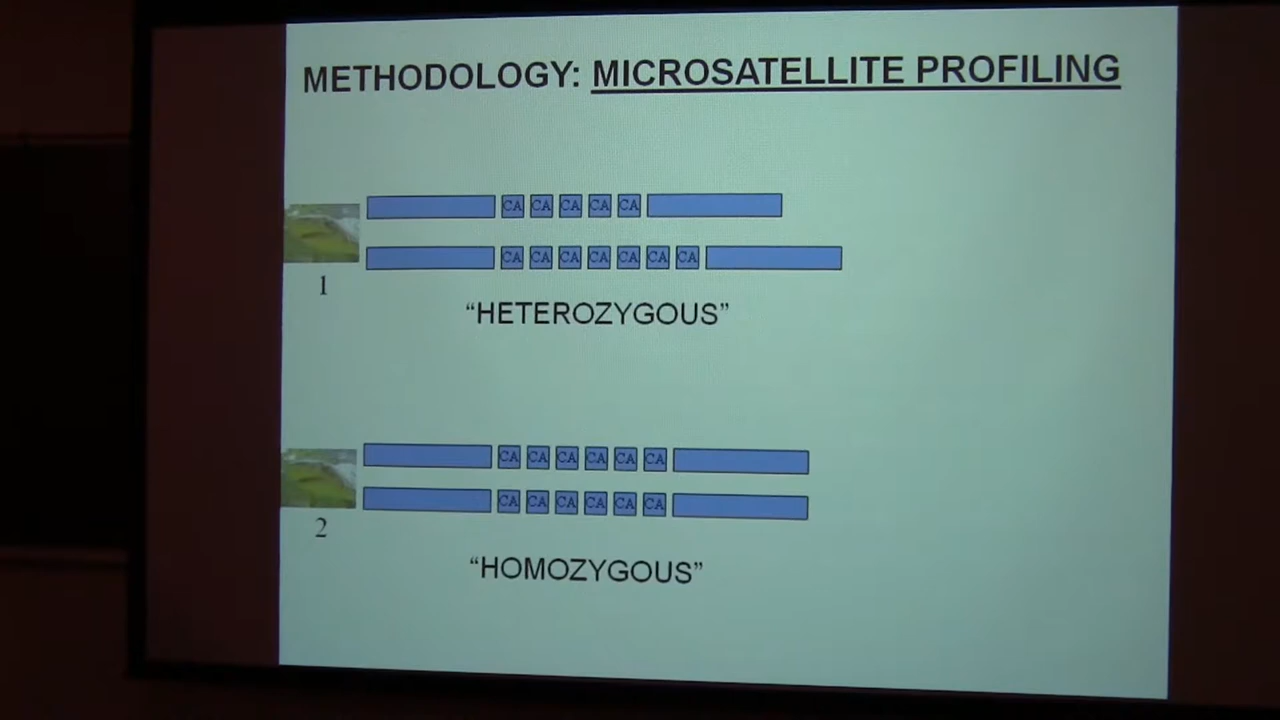 METHODOLOGY: MICROSATELLITE PROFILING
CA CA CA CA CA
CA CA CA CA CA CA CA
1
“HETEROZYGOUS”
CA CA CA CA CA CA
CA CA CA CA CA CA
2
“HOMOZYGOUS”